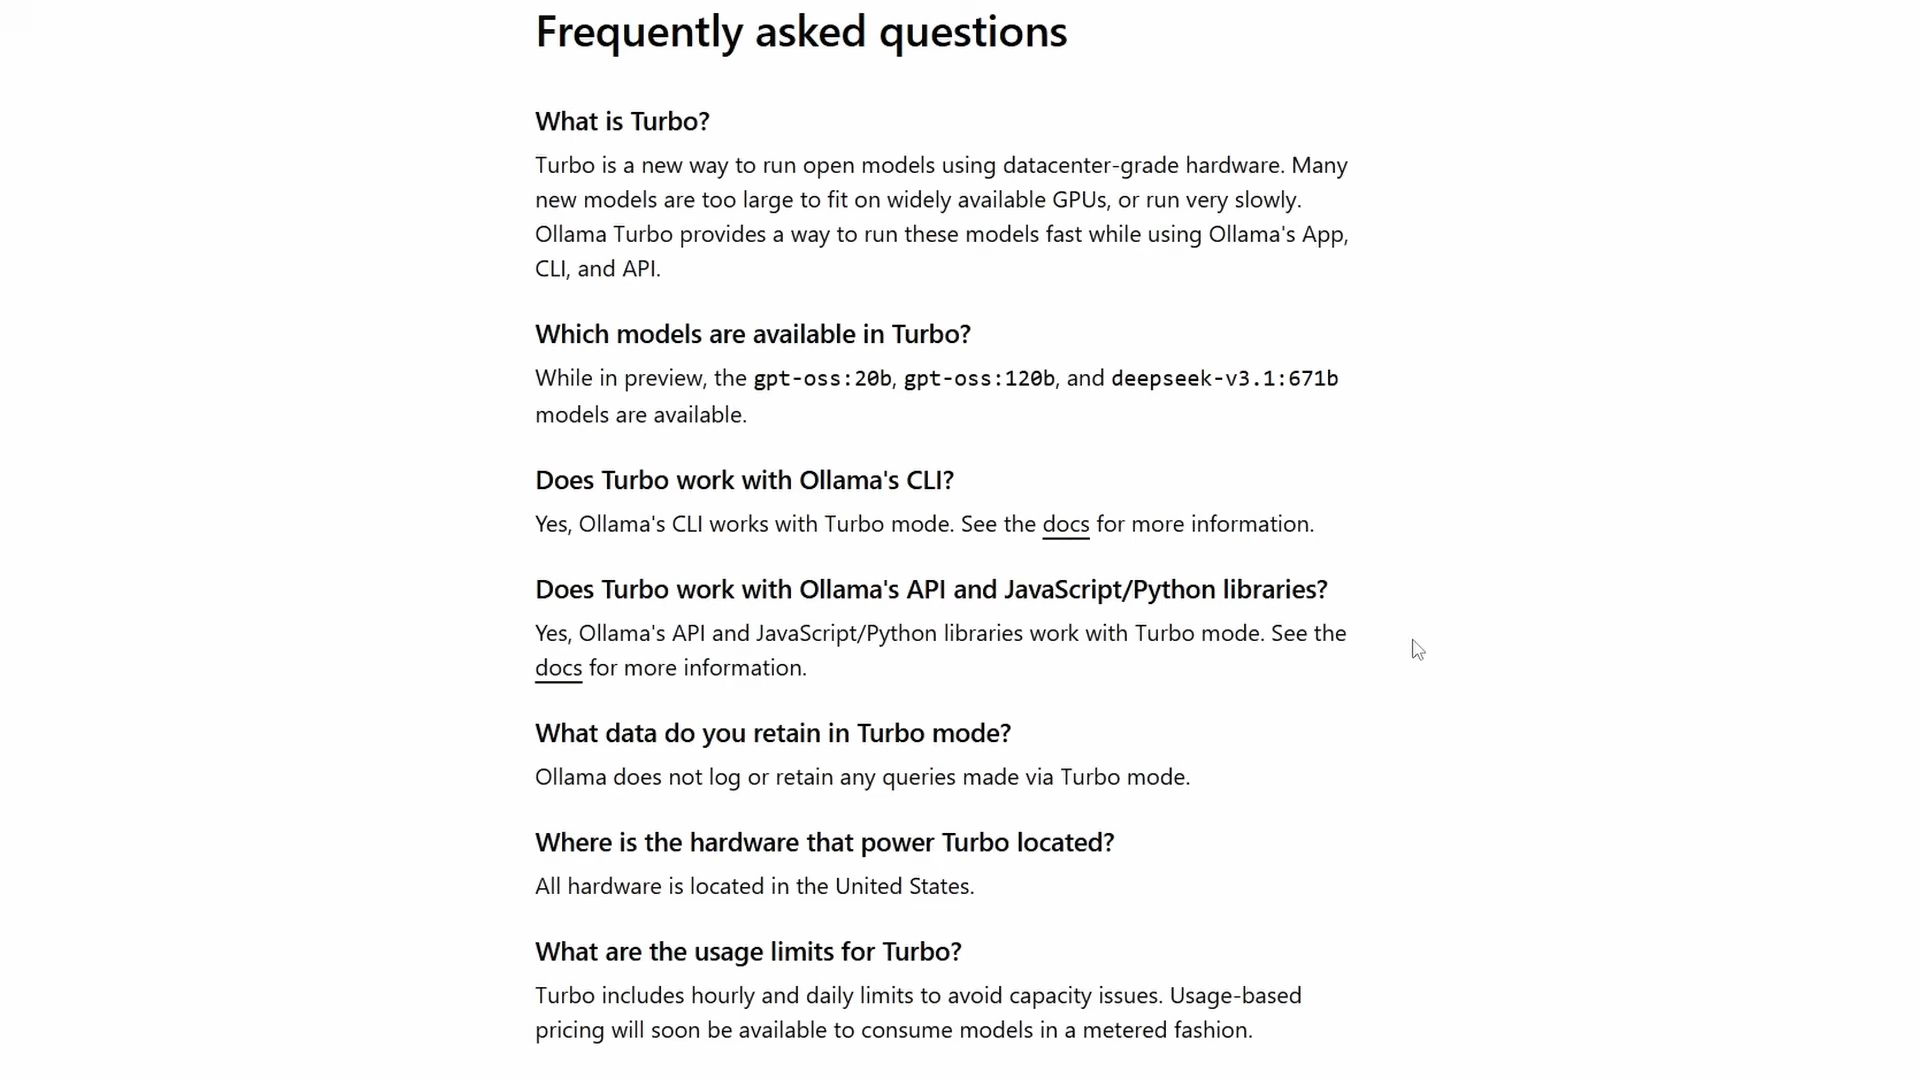 Frequently asked questions
What is Turbo?
Turbo is a new way to run open models using datacenter-grade hardware. Many
new models are too large to fit on widely available GPUs, or run very slowly.
Ollama Turbo provides a way to run these models fast while using Ollama's App,
CLI, and API.
Which models are available in Turbo?
While in preview, the gpt-oss:20b, gpt-oss:120b, and deepseek-v3.1:671b
models are available.
Does Turbo work with Ollama's CLI?
Yes, Ollama's CLI works with Turbo mode. See the docs for more information.
Does Turbo work with Ollama's API and JavaScript/Python libraries?
Yes, Ollama's API and JavaScript/Python libraries work with Turbo mode. See the
docs for more information.
What data do you retain in Turbo mode?
Ollama does not log or retain any queries made via Turbo mode.
Where is the hardware that power Turbo located?
All hardware is located in the United States.
What are the usage limits for Turbo?
Turbo includes hourly and daily limits to avoid capacity issues. Usage-based
pricing will soon be available to consume models in a metered fashion.